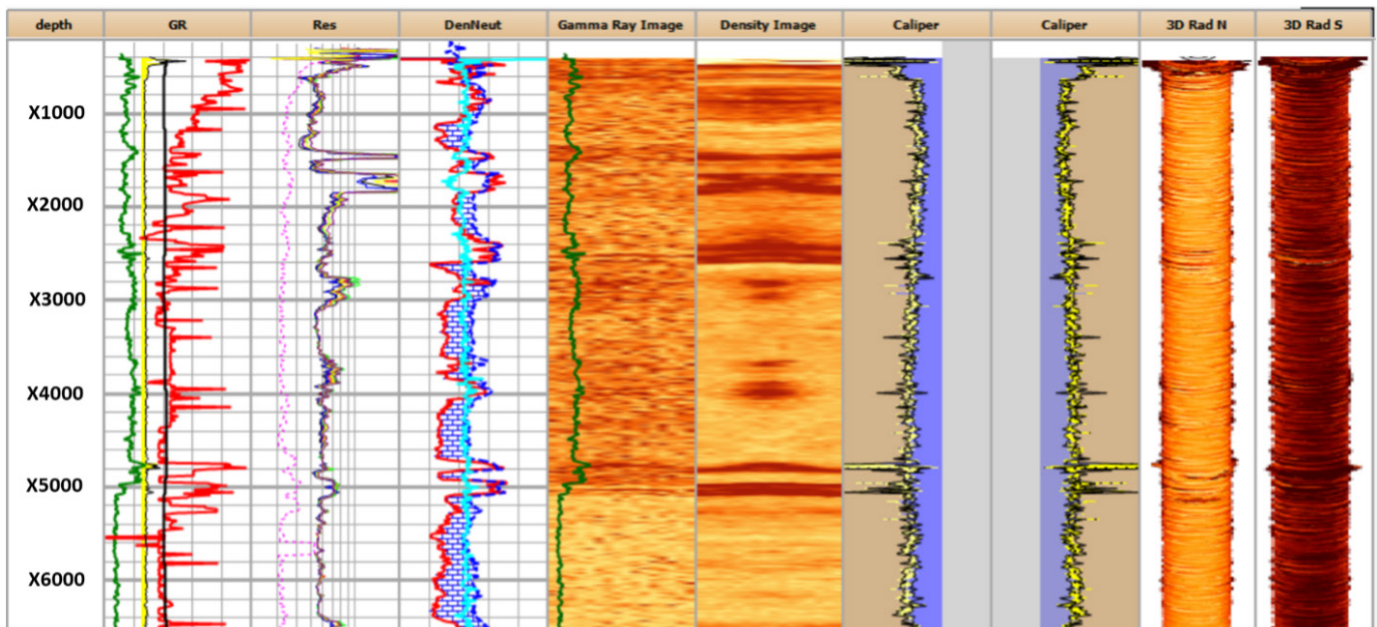 depth GR Res DenNeut Gamma Ray Image Density Image Caliper Caliper 3D Rad N 3D Rad S
X1000
X2000
X3000
X4000
X5000
X6000